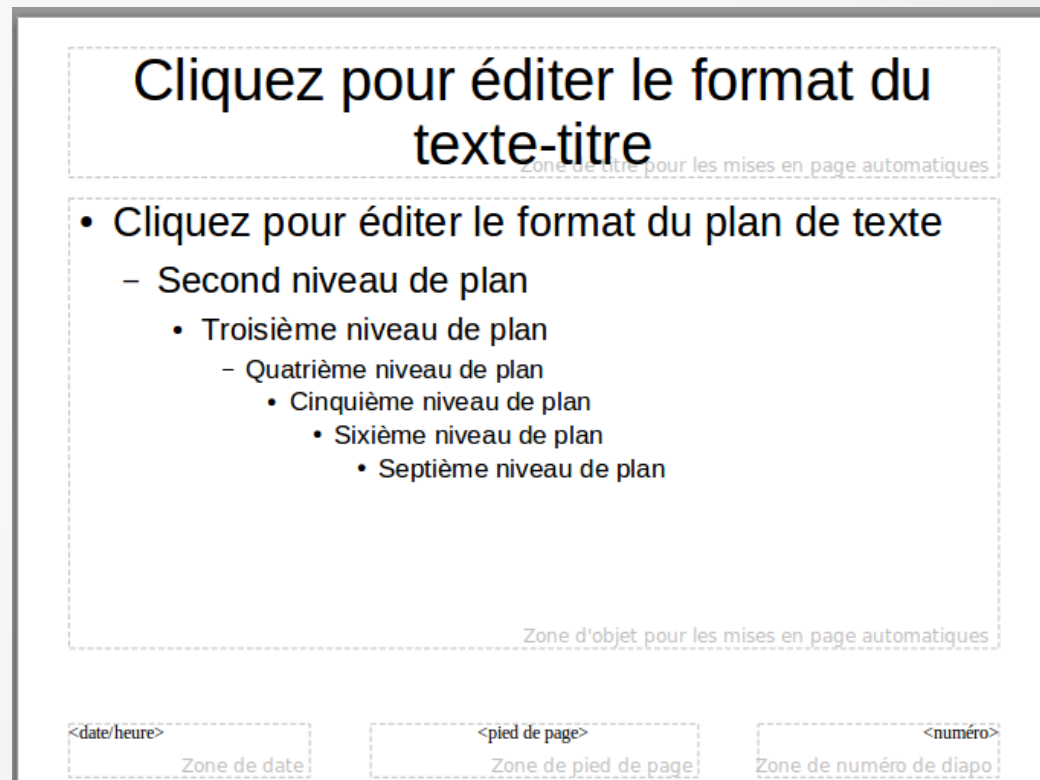 Cliquez pour éditer le format du
texte-titre
Zone de titre pour les mises en page automatiques
• Cliquez pour éditer le format du plan de texte
– Second niveau de plan
• Troisième niveau de plan
– Quatrième niveau de plan
• Cinquième niveau de plan
• Sixième niveau de plan
• Septième niveau de plan
Zone d'objet pour les mises en page automatiques
<date/heure> <pied de page> <numéro>
Zone de date Zone de pied de page Zone de numéro de diapo